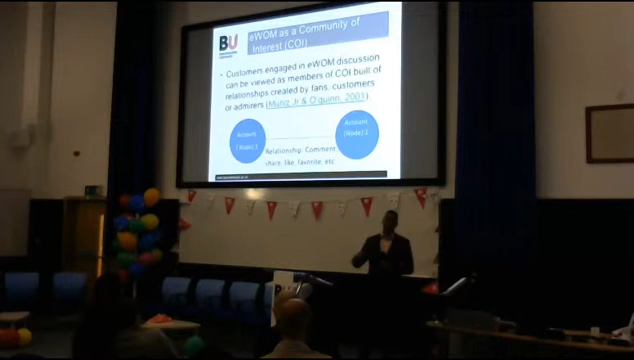 BU
eWOM as a Community of
Interest (COI)
• Customers engaged in eWOM discussion
can be viewed as members of COI built of
relationships created by fans, customers
or admirers (Muniz Jr & O'guinn, 2001).
Account
(Node) 1
Account
(Node) 2
Relationship: Comment
share, like, favorite, etc